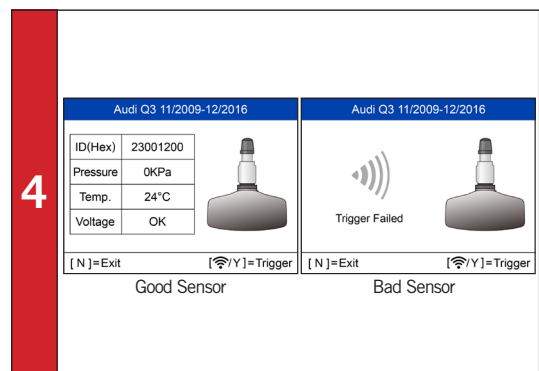 4
Audi Q3 11/2009-12/2016
ID(Hex) 23001200
Pressure 0KPa
Temp. 24°C
Voltage OK
[ N ]=Exit [/Y ]=Trigger
Good Sensor
Audi Q3 11/2009-12/2016
Trigger Failed
[ N ]=Exit [/Y ]=Trigger
Bad Sensor